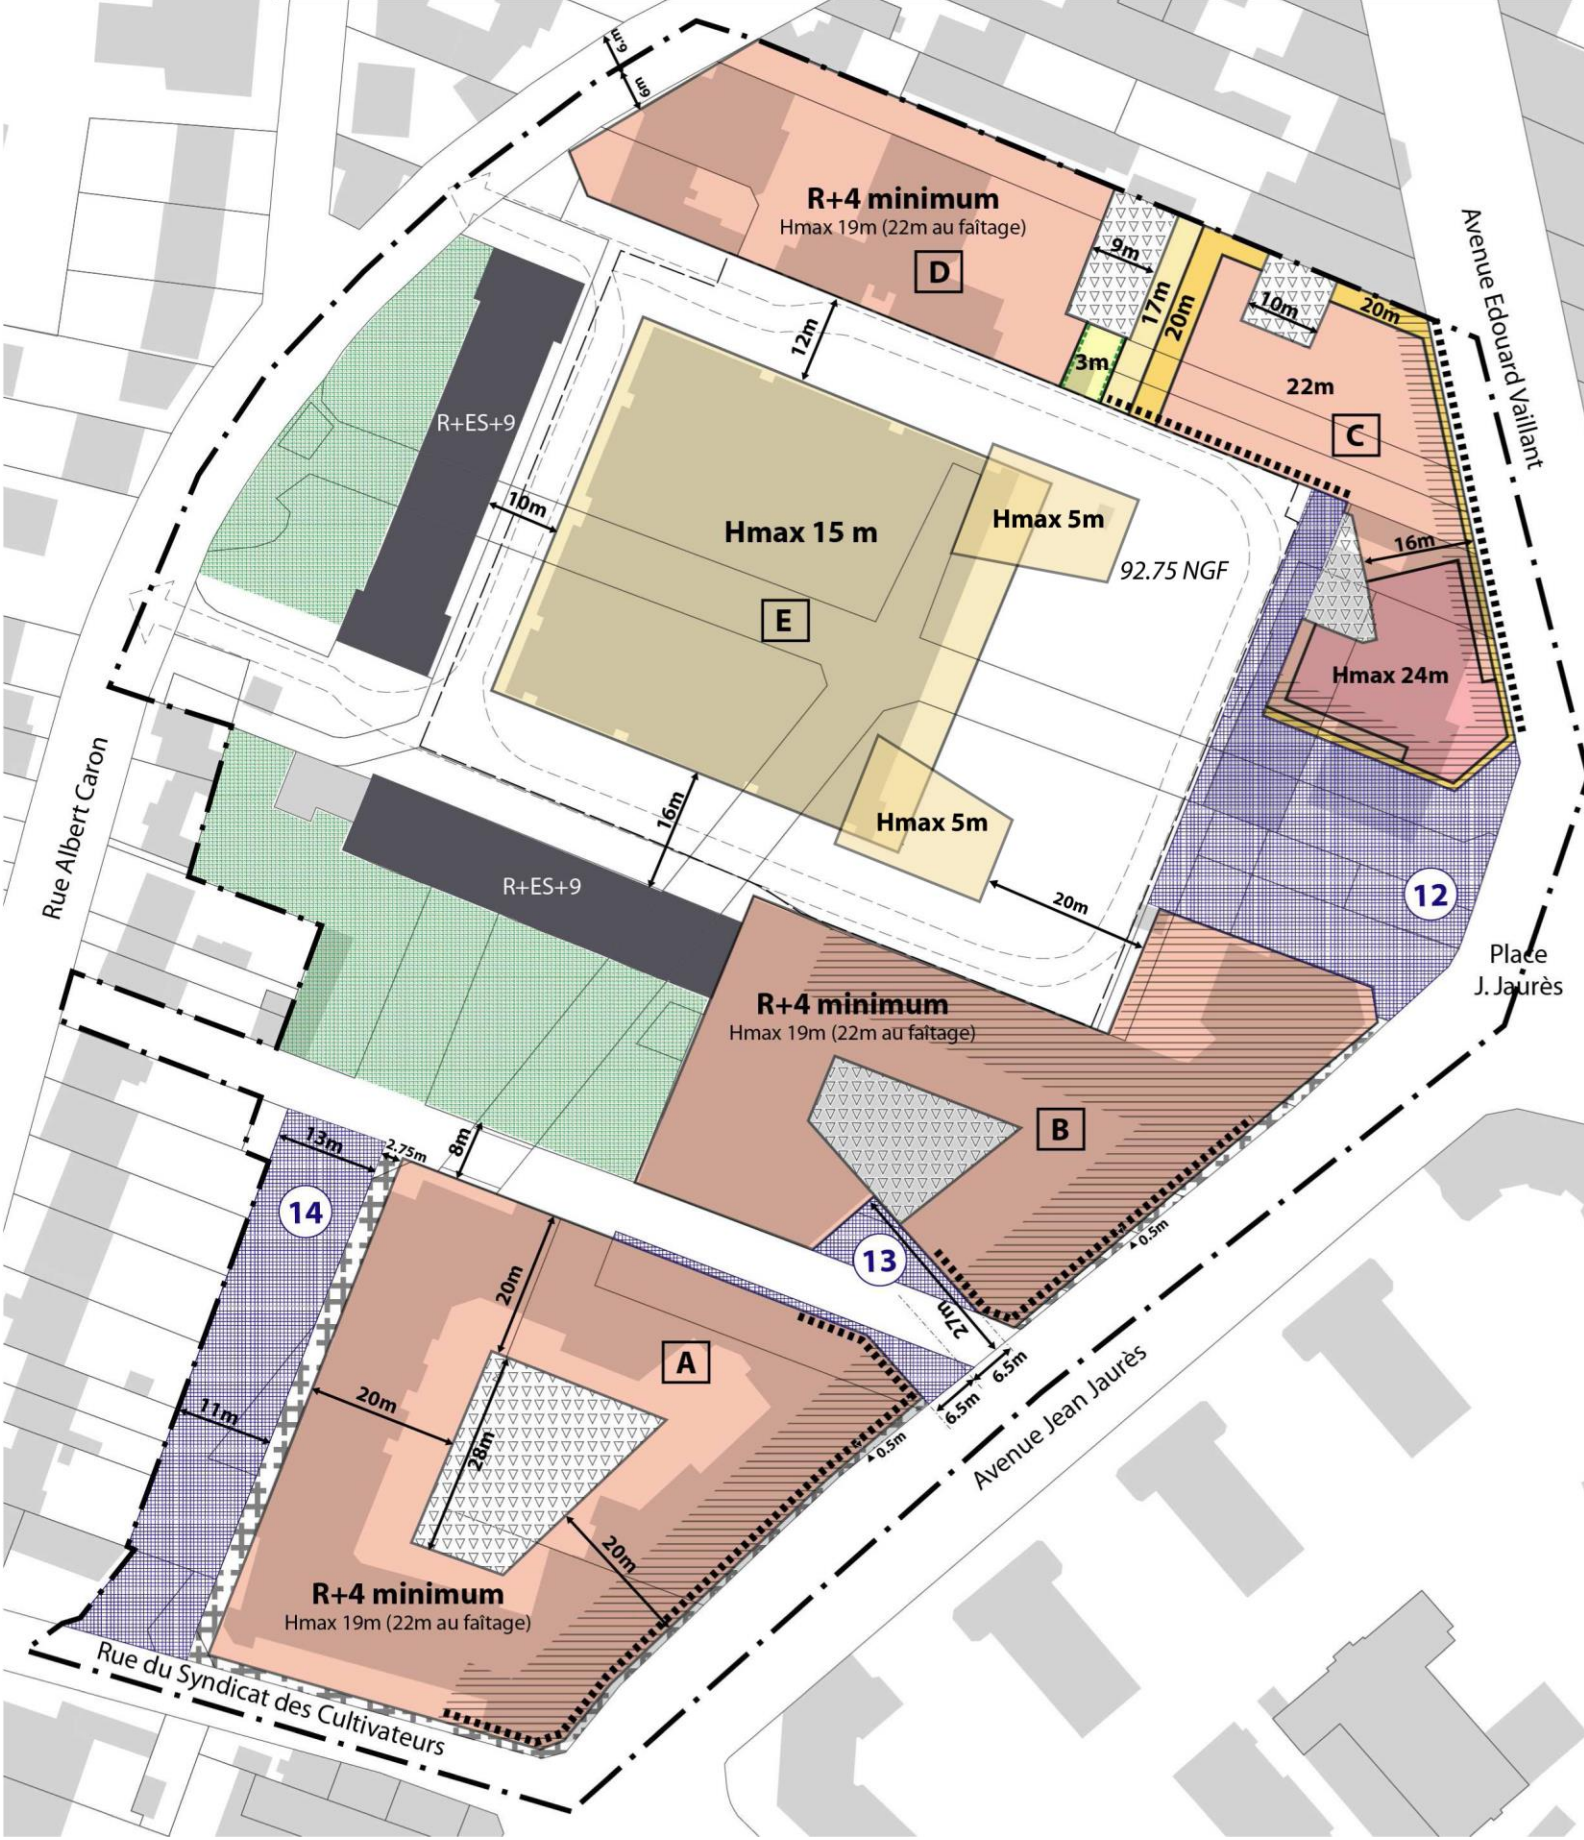 6.m
6m
R+4 minimum
Hmax 19m (22m au faîtage)
D
9m
17m
20m
10m
20m
3m
22m
C
Avenue Edouard Vaillant
12m
R+ES+9
10m
Hmax 15 m
Hmax 5m
92.75 NGF
E
16m
Hmax 24m
Hmax 5m
16m
R+ES+9
20m
12
Place
J. Jaurès
Rue Albert Caron
R+4 minimum
Hmax 19m (22m au faîtage)
B
13m
2.75m
8m
14
13
0.5m
27m
20m
A
6.5m
6.5m
20m
11m
28m
0.5m
Avenue Jean Jaurès
20m
R+4 minimum
Hmax 19m (22m au faîtage)
Rue du Syndicat des Cultivateurs